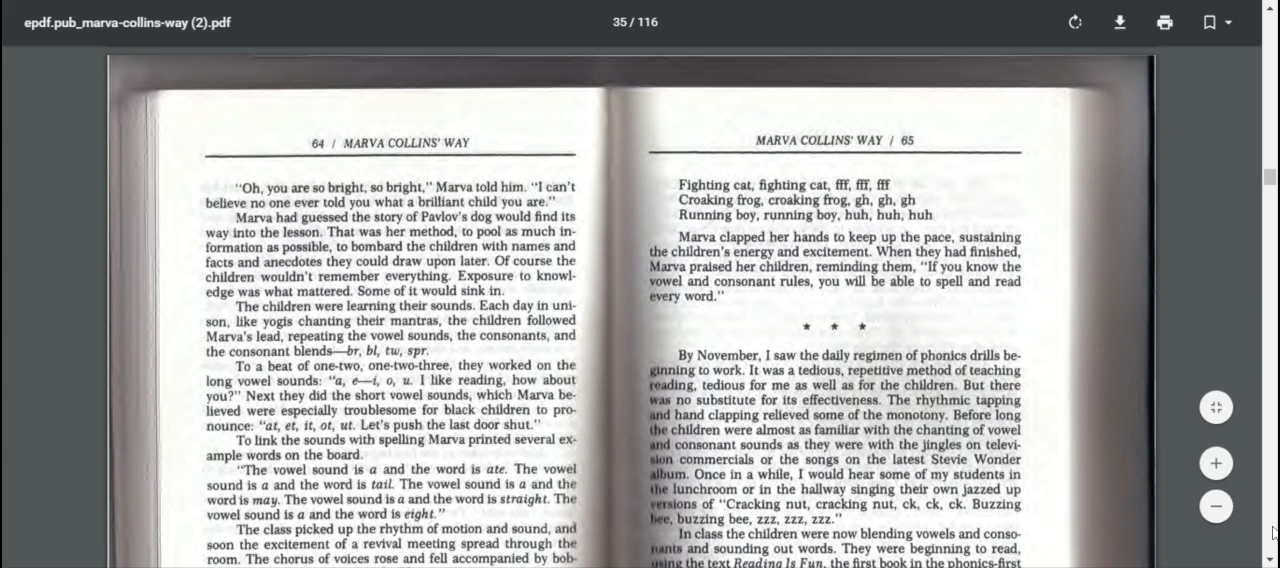 epdf.pub_marva-collins-way (2).pdf
35 / 116
64 / MARVA COLLINS' WAY
"Oh, you are so bright, so bright," Marva told him. "I can't
believe no one ever told you what a brilliant child you are."
Marva had guessed the story of Pavlov's dog would find its
way into the lesson. That was her method, to pool as much in-
formation as possible, to bombard the children with names and
facts and anecdotes they could draw upon later. Of course the
children wouldn't remember everything. Exposure to knowl-
edge was what mattered. Some of it would sink in.
The children were learning their sounds. Each day in uni-
son, like yogis chanting their mantras, the children followed
Marva's lead, repeating the vowel sounds, the consonants, and
the consonant blends—br, bl, tw, spr.
To a beat of one-two, one-two-three, they worked on the
long vowel sounds: "a, e—i, o, u. I like reading, how about
you?" Next they did the short vowel sounds, which Marva be-
lieved were especially troublesome for black children to pro-
nounce: "at, et, it, ot, ut. Let's push the last door shut."
To link the sounds with spelling Marva printed several ex-
ample words on the board.
"The vowel sound is a and the word is ate. The vowel
sound is a and the word is tail. The vowel sound is a and the
word is may. The vowel sound is a and the word is straight. The
vowel sound is a and the word is eight."
The class picked up the rhythm of motion and sound, and
soon the excitement of a revival meeting spread through the
room. The chorus of voices rose and fell accompanied by bob-
MARVA COLLINS' WAY / 65
Fighting cat, fighting cat, fff, fff, fff
Croaking frog, croaking frog, gh, gh, gh
Running boy, running boy, huh, huh, huh
Marva clapped her hands to keep up the pace, sustaining
the children's energy and excitement. When they had finished,
Marva praised her children, reminding them, "If you know the
vowel and consonant rules, you will be able to spell and read
every word."
★ ★ ★
By November, I saw the daily regimen of phonics drills be-
ginning to work. It was a tedious, repetitive method of teaching
reading, tedious for me as well as for the children. But there
was no substitute for its effectiveness. The rhythmic tapping
and hand clapping relieved some of the monotony. Before long
the children were almost as familiar with the chanting of vowel
and consonant sounds as they were with the jingles on televi-
sion commercials or the songs on the latest Stevie Wonder
album. Once in a while, I would hear some of my students in
the lunchroom or in the hallway singing their own jazzed up
versions of "Cracking nut, cracking nut, ck, ck, ck. Buzzing
bee, buzzing bee, zzz, zzz, zzz."
In class the children were now blending vowels and conso-
nants and sounding out words. They were beginning to read,
using the text Reading Is Fun, the first book in the phonics-first